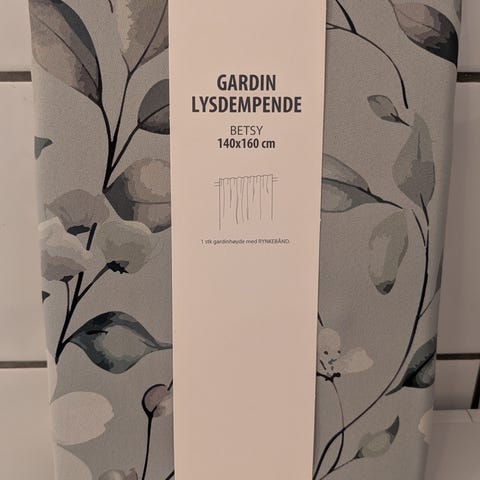 GARDIN
LYSDEMPENDE
BETSY
140x160 cm
1 stk gardinhøyde med RYNKEBÅND.